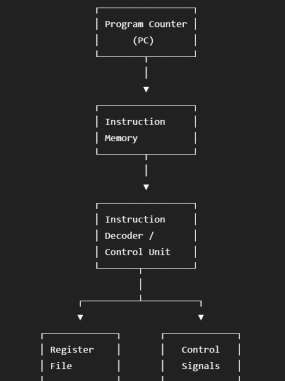 Program Counter
(PC)
Instruction
Memory
Instruction
Decoder /
Control Unit
Register
File
Control
Signals